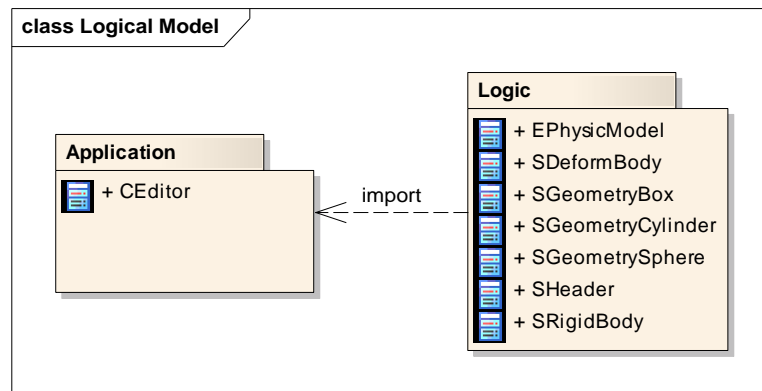 class Logical Model
Application
+ CEditor
import
Logic
+ EPhysicModel
+ SDeformBody
+ SGeometryBox
+ SGeometryCylinder
+ SGeometrySphere
+ SHeader
+ SRigidBody